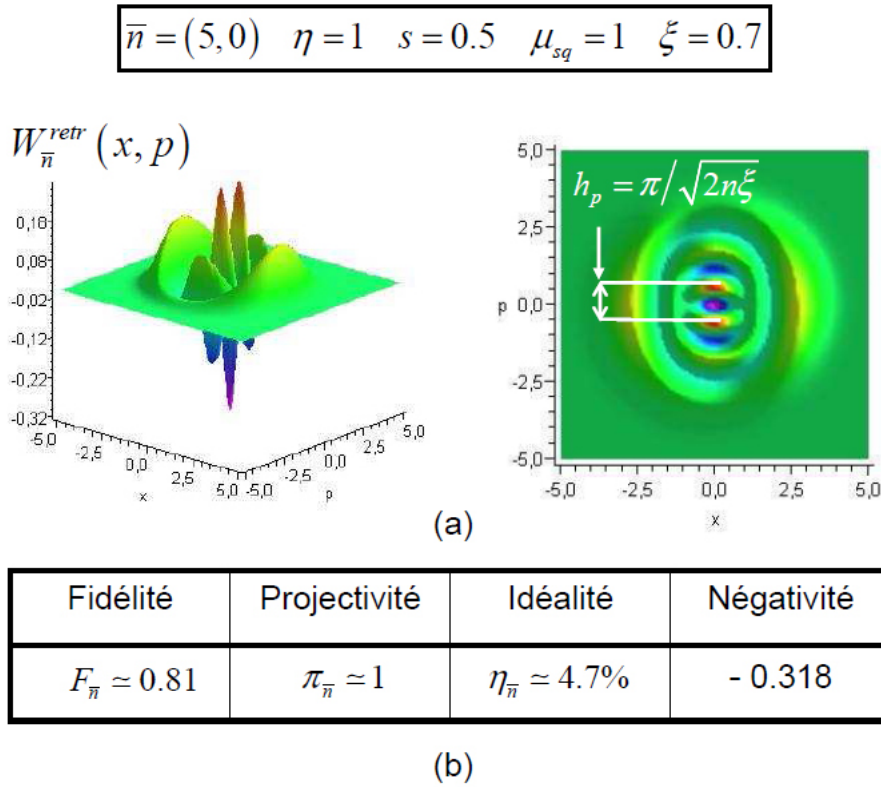 n̅ = (5,0) η = 1 s = 0.5 μ_sq = 1 ξ = 0.7
W_n̅^retr (x, p)
0,18
0,08
-0,02
-0,12
-0,22
-0,32
-5,0
-2,5
0,0
2,5
5,0
x
-5,0
-2,5
0,0
2,5
5,0
p
h_p = π/√2nξ
5,0
2,5
p 0,0
-2,5
-5,0
-5,0 -2,5 0,0 2,5 5,0
x
(a)
Fidélité Projectivité Idéalité Négativité
F_n̅ ≃ 0.81 π_n̅ ≃ 1 η_n̅ ≃ 4.7% - 0.318
(b)